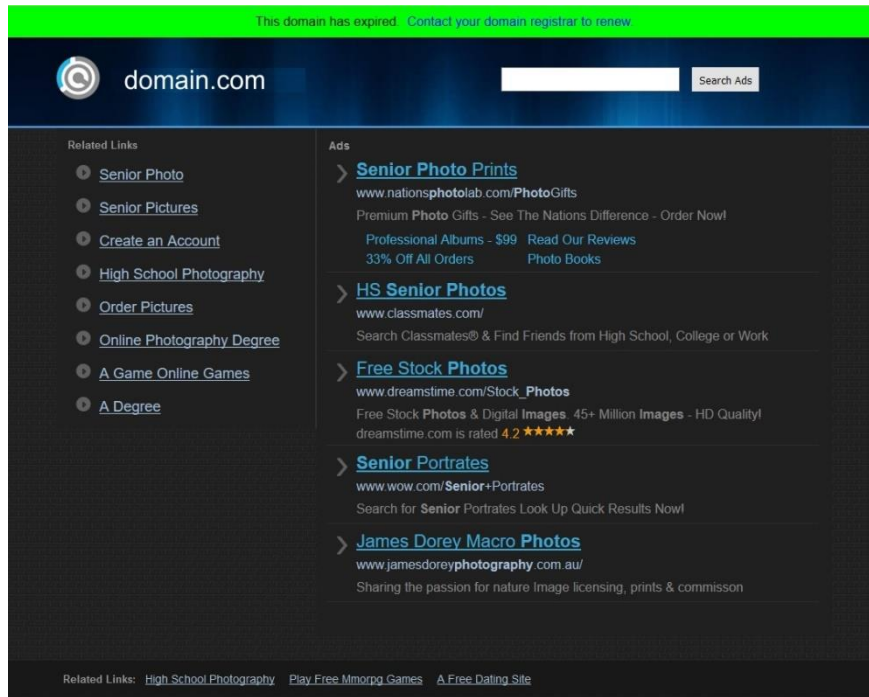 This domain has expired. Contact your domain registrar to renew.
domain.com
Search Ads
Related Links
Senior Photo
Senior Pictures
Create an Account
High School Photography
Order Pictures
Online Photography Degree
A Game Online Games
A Degree
Ads
Senior Photo Prints
www.nationsphotolab.com/PhotoGifts
Premium Photo Gifts - See The Nations Difference - Order Now!
Professional Albums - $99 Read Our Reviews
33% Off All Orders Photo Books
HS Senior Photos
www.classmates.com/
Search Classmates® & Find Friends from High School, College or Work
Free Stock Photos
www.dreamstime.com/Stock_Photos
Free Stock Photos & Digital Images. 45+ Million Images - HD Quality!
dreamstime.com is rated 4.2 ★★★★★
Senior Portrates
www.wow.com/Senior+Portrates
Search for Senior Portrates Look Up Quick Results Now!
James Dorey Macro Photos
www.jamesdoreyphotography.com.au/
Sharing the passion for nature Image licensing, prints & commisson
Related Links: High School Photography Play Free Mmorpg Games A Free Dating Site